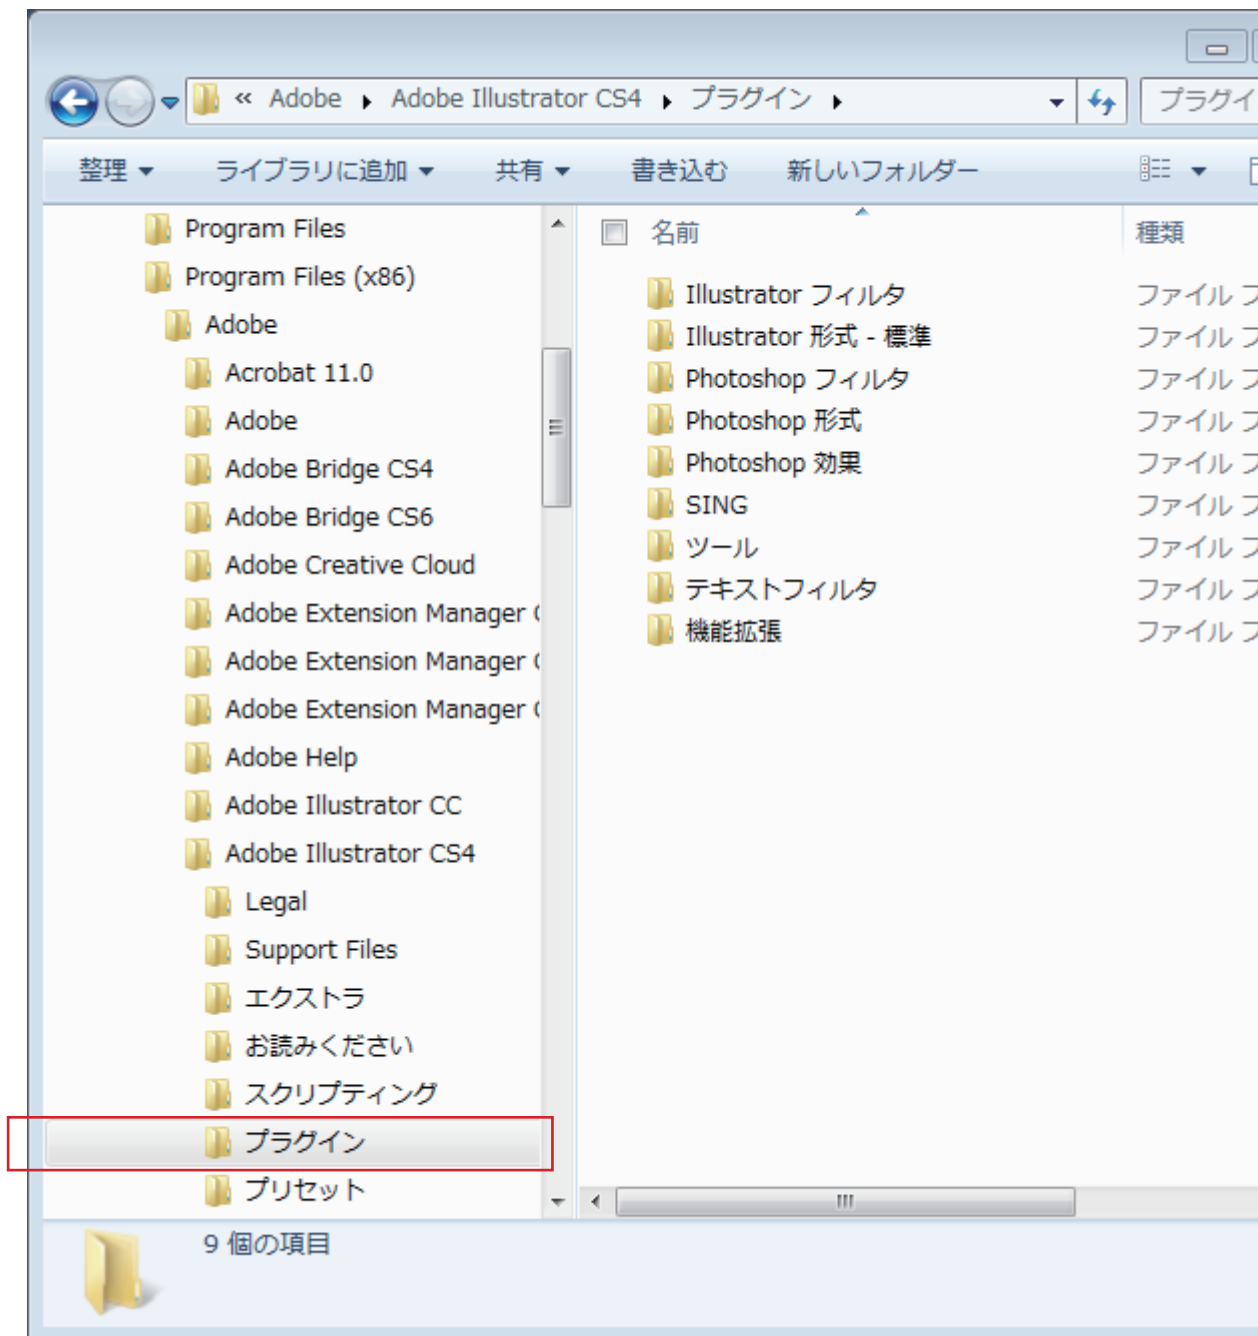 « Adobe ▸ Adobe Illustrator CS4 ▸ プラグイン ▸
プラグイ
整理 ▼ ライブラリに追加 ▼ 共有 ▼ 書き込む 新しいフォルダー
Program Files
Program Files (x86)
Adobe
Acrobat 11.0
Adobe
Adobe Bridge CS4
Adobe Bridge CS6
Adobe Creative Cloud
Adobe Extension Manager
Adobe Extension Manager
Adobe Extension Manager
Adobe Help
Adobe Illustrator CC
Adobe Illustrator CS4
Legal
Support Files
エクストラ
お読みください
スクリプティング
プラグイン
プリセット
名前 種類
Illustrator フィルタ ファイル フ
Illustrator 形式 - 標準 ファイル フ
Photoshop フィルタ ファイル フ
Photoshop 形式 ファイル フ
Photoshop 効果 ファイル フ
SING ファイル フ
ツール ファイル フ
テキストフィルタ ファイル フ
機能拡張 ファイル フ
9 個の項目